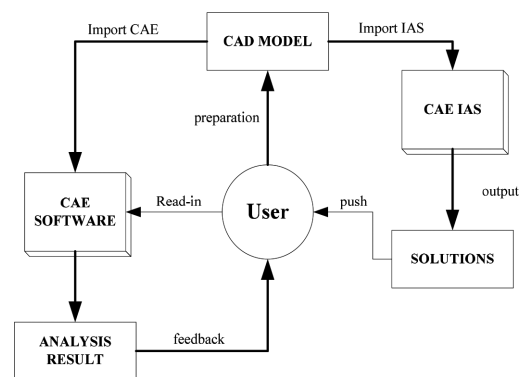 Import CAE
CAD MODEL
Import IAS
CAE IAS
preparation
CAE
SOFTWARE
Read-in
User
push
output
SOLUTIONS
ANALYSIS
RESULT
feedback